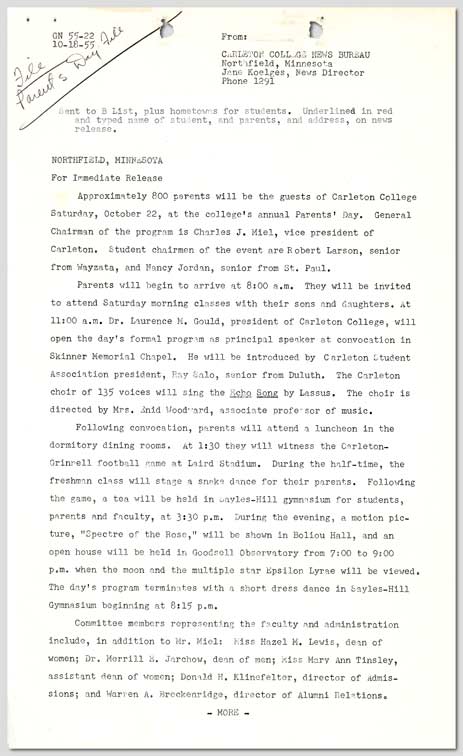 GN 55-22
10-18-55
File
Parent's Day File
From:
CARLETON COLLEGE NEWS BUREAU
Northfield, Minnesota
Jane Koelges, News Director
Phone 1291
Sent to B List, plus hometowns for students. Underlined in red
and typed name of student, and parents, and address, on news
release.
NORTHFIELD, MINNESOTA
For Immediate Release
Approximately 800 parents will be the guests of Carleton College
Saturday, October 22, at the college's annual Parents' Day. General
Chairman of the program is Charles J. Miel, vice president of
Carleton. Student chairmen of the event are Robert Larson, senior
from Wayzata, and Nancy Jordan, senior from St. Paul.
Parents will begin to arrive at 8:00 a.m. They will be invited
to attend Saturday morning classes with their sons and daughters. At
11:00 a.m. Dr. Laurence M. Gould, president of Carleton College, will
open the day's formal program as principal speaker at convocation in
Skinner Memorial Chapel. He will be introduced by Carleton Student
Association president, Ray Salo, senior from Duluth. The Carleton
choir of 135 voices will sing the Echo Song by Lassus. The choir is
directed by Mrs. Enid Woodward, associate professor of music.
Following convocation, parents will attend a luncheon in the
dormitory dining rooms. At 1:30 they will witness the Carleton-
Grinnell football game at Laird Stadium. During the half-time, the
freshman class will stage a snake dance for their parents. Following
the game, a tea will be held in Sayles-Hill gymnasium for students,
parents and faculty, at 3:30 p.m. During the evening, a motion pic-
ture, "Spectre of the Rose," will be shown in Boliou Hall, and an
open house will be held in Goodsell Observatory from 7:00 to 9:00
p.m. when the moon and the multiple star Epsilon Lyrae will be viewed.
The day's program terminates with a short dress dance in Sayles-Hill
Gymnasium beginning at 8:15 p.m.
Committee members representing the faculty and administration
include, in addition to Mr. Miel: Miss Hazel M. Lewis, dean of
women; Dr. Merrill E. Jarchow, dean of men; Miss Mary Ann Tinsley,
assistant dean of women; Donald H. Klinefelter, director of Admis-
sions; and Warren A. Breckenridge, director of Alumni Relations.
- MORE -